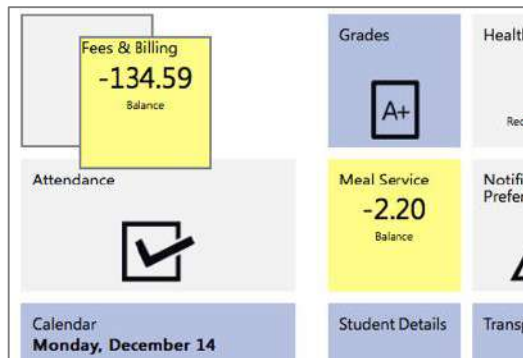 Fees & Billing
-134.59
Balance
Grades
A+
Attendance
Meal Service
-2.20
Balance
Calendar
Monday, December 14
Student Details